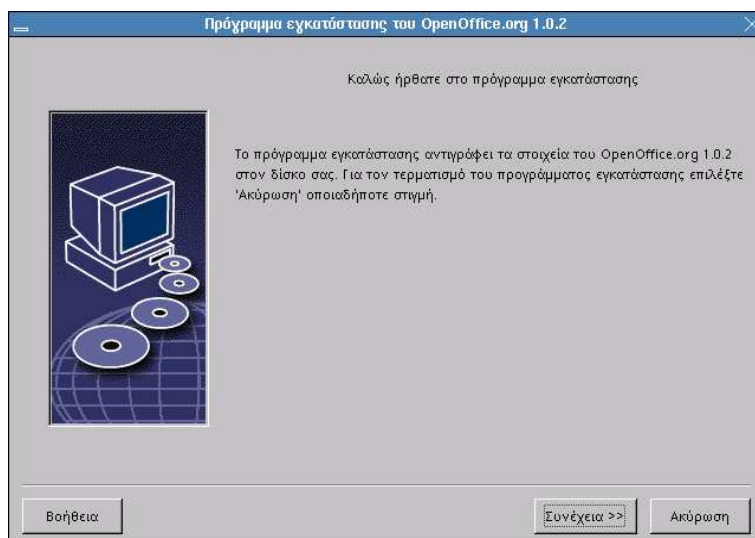 Πρόγραμμα εγκατάστασης του OpenOffice.org 1.0.2
Καλώς ήρθατε στο πρόγραμμα εγκατάστασης
Το πρόγραμμα εγκατάστασης αντιγράφει τα στοιχεία του OpenOffice.org 1.0.2
στον δίσκο σας. Για τον τερματισμό του προγράμματος εγκατάστασης επιλέξτε
'Ακύρωση' οποιαδήποτε στιγμή.
Βοήθεια
Συνέχεια >>
Ακύρωση